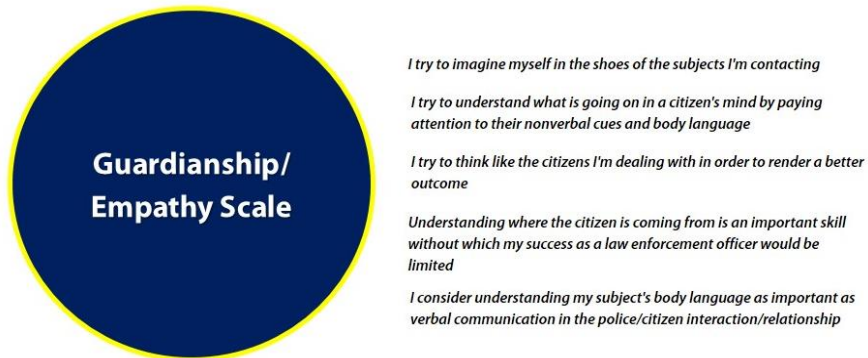 Guardianship/
Empathy Scale
I try to imagine myself in the shoes of the subjects I'm contacting
I try to understand what is going on in a citizen's mind by paying
attention to their nonverbal cues and body language
I try to think like the citizens I'm dealing with in order to render a better
outcome
Understanding where the citizen is coming from is an important skill
without which my success as a law enforcement officer would be
limited
I consider understanding my subject's body language as important as
verbal communication in the police/citizen interaction/relationship